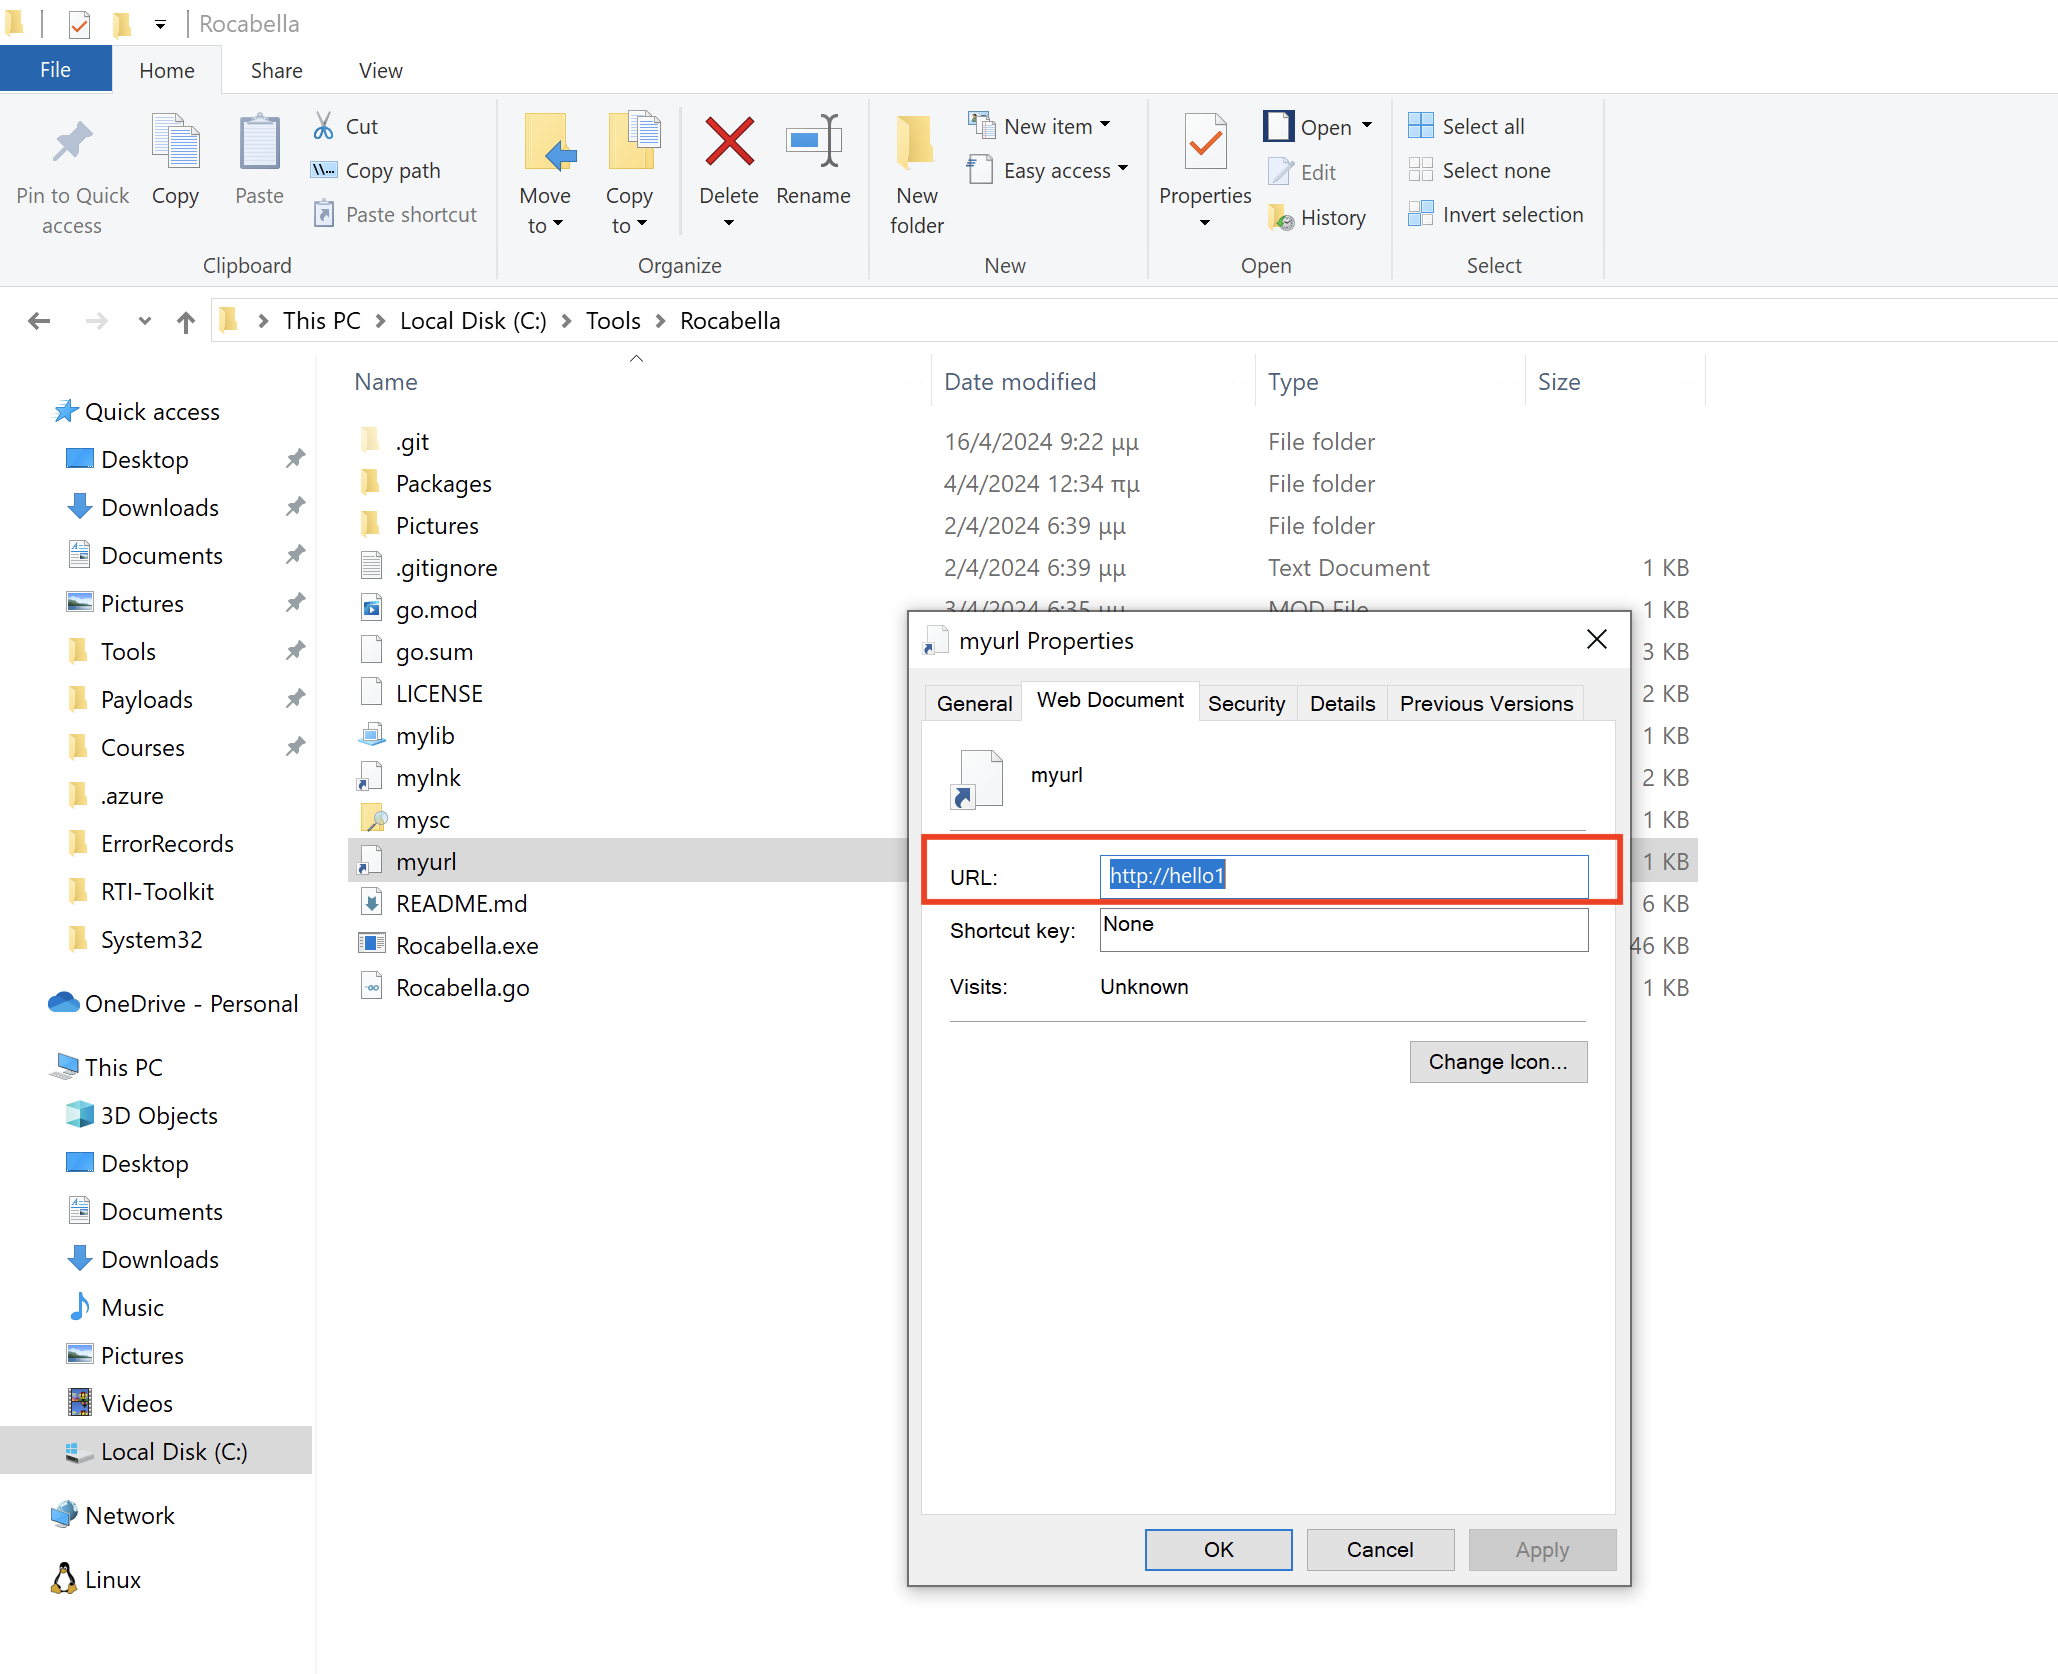 Rocabella
File Home Share View
Pin to Quick access
Copy
Paste
Cut
Copy path
Paste shortcut
Clipboard
Move to
Copy to
Delete
Rename
Organize
New folder
New item
Easy access
New
Properties
Open
Edit
History
Open
Select all
Select none
Invert selection
Select
This PC Local Disk (C:) Tools Rocabella
Quick access
Desktop
Downloads
Documents
Pictures
Tools
Payloads
Courses
.azure
ErrorRecords
RTI-Toolkit
System32
OneDrive - Personal
This PC
3D Objects
Desktop
Documents
Downloads
Music
Pictures
Videos
Local Disk (C:)
Network
Linux
Name Date modified Type Size
.git 16/4/2024 9:22 μμ File folder
Packages 4/4/2024 12:34 πμ File folder
Pictures 2/4/2024 6:39 μμ File folder
.gitignore 2/4/2024 6:39 μμ Text Document 1 KB
go.mod 3/4/2024 6:35 μμ MOD File 1 KB
go.sum 3 KB
LICENSE 2 KB
mylib 1 KB
mylnk 2 KB
mysc 1 KB
myurl 1 KB
README.md 6 KB
Rocabella.exe 46 KB
Rocabella.go 1 KB
myurl Properties
General Web Document Security Details Previous Versions
myurl
URL: http://hello1
Shortcut key: None
Visits: Unknown
Change Icon...
OK Cancel Apply